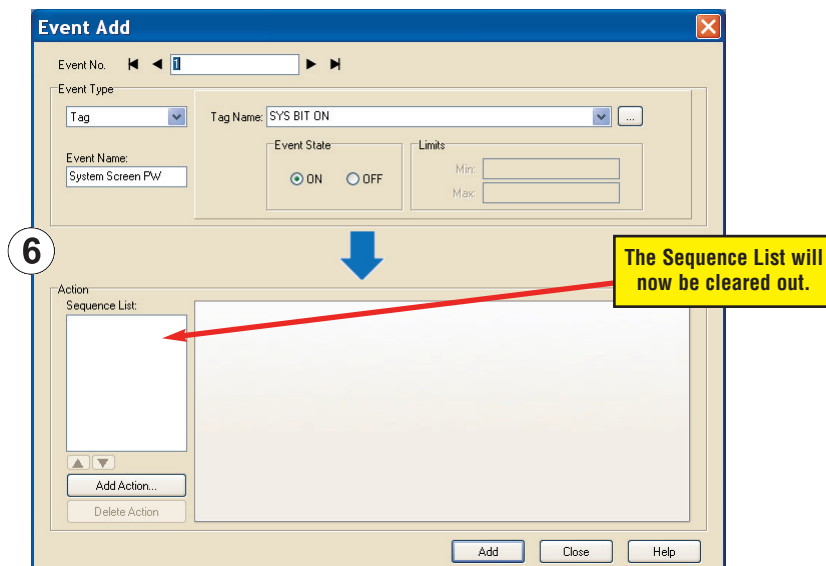 Event Add
Event No. 1
Event Type
Tag
Tag Name: SYS BIT ON ...
Event State
Limits
Event Name:
System Screen PW
ON OFF
Min:
Max:
6
The Sequence List will
now be cleared out.
Action
Sequence List:
Add Action...
Delete Action
Add Close Help